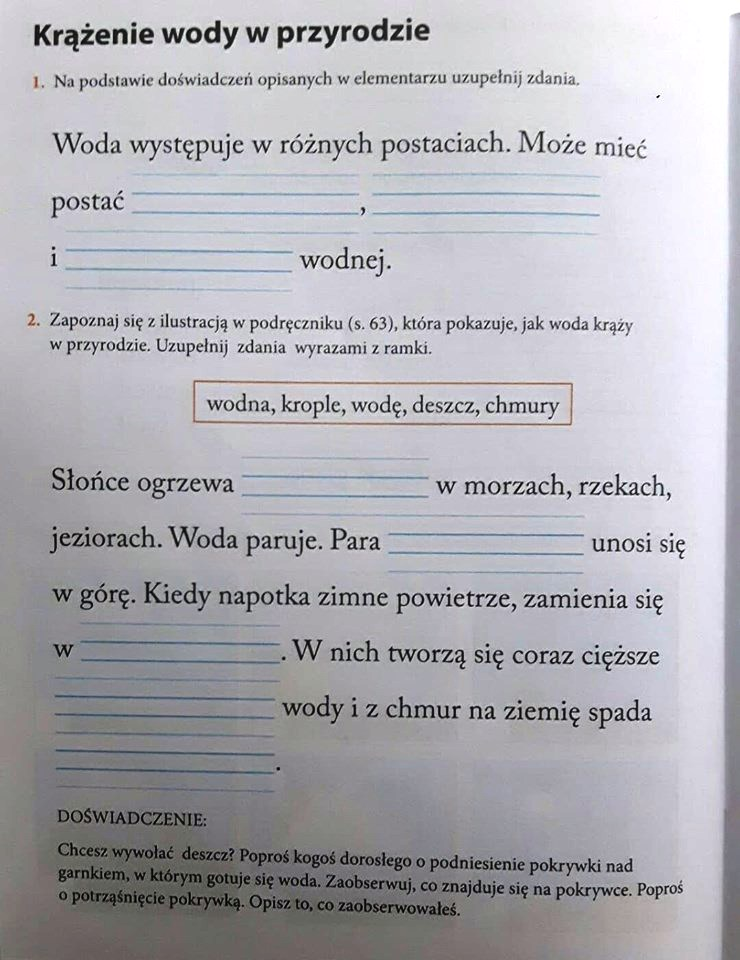 Krążenie wody w przyrodzie
1. Na podstawie doświadczeń opisanych w elementarzu uzupełnij zdania.
Woda występuje w różnych postaciach. Może mieć
postać ,
i wodnej.
2. Zapoznaj się z ilustracją w podręczniku (s. 63), która pokazuje, jak woda krąży
w przyrodzie. Uzupełnij zdania wyrazami z ramki.
wodna, krople, wodę, deszcz, chmury
Słońce ogrzewa w morzach, rzekach,
jeziorach. Woda paruje. Para unosi się
w górę. Kiedy napotka zimne powietrze, zamienia się
w . W nich tworzą się coraz cięższe
wody i z chmur na ziemię spada
.
DOŚWIADCZENIE:
Chcesz wywołać deszcz? Poproś kogoś dorosłego o podniesienie pokrywki nad
garnkiem, w którym gotuje się woda. Zaobserwuj, co znajduje się na pokrywce. Poproś
o potrząśnięcie pokrywką. Opisz to, co zaobserwowałeś.